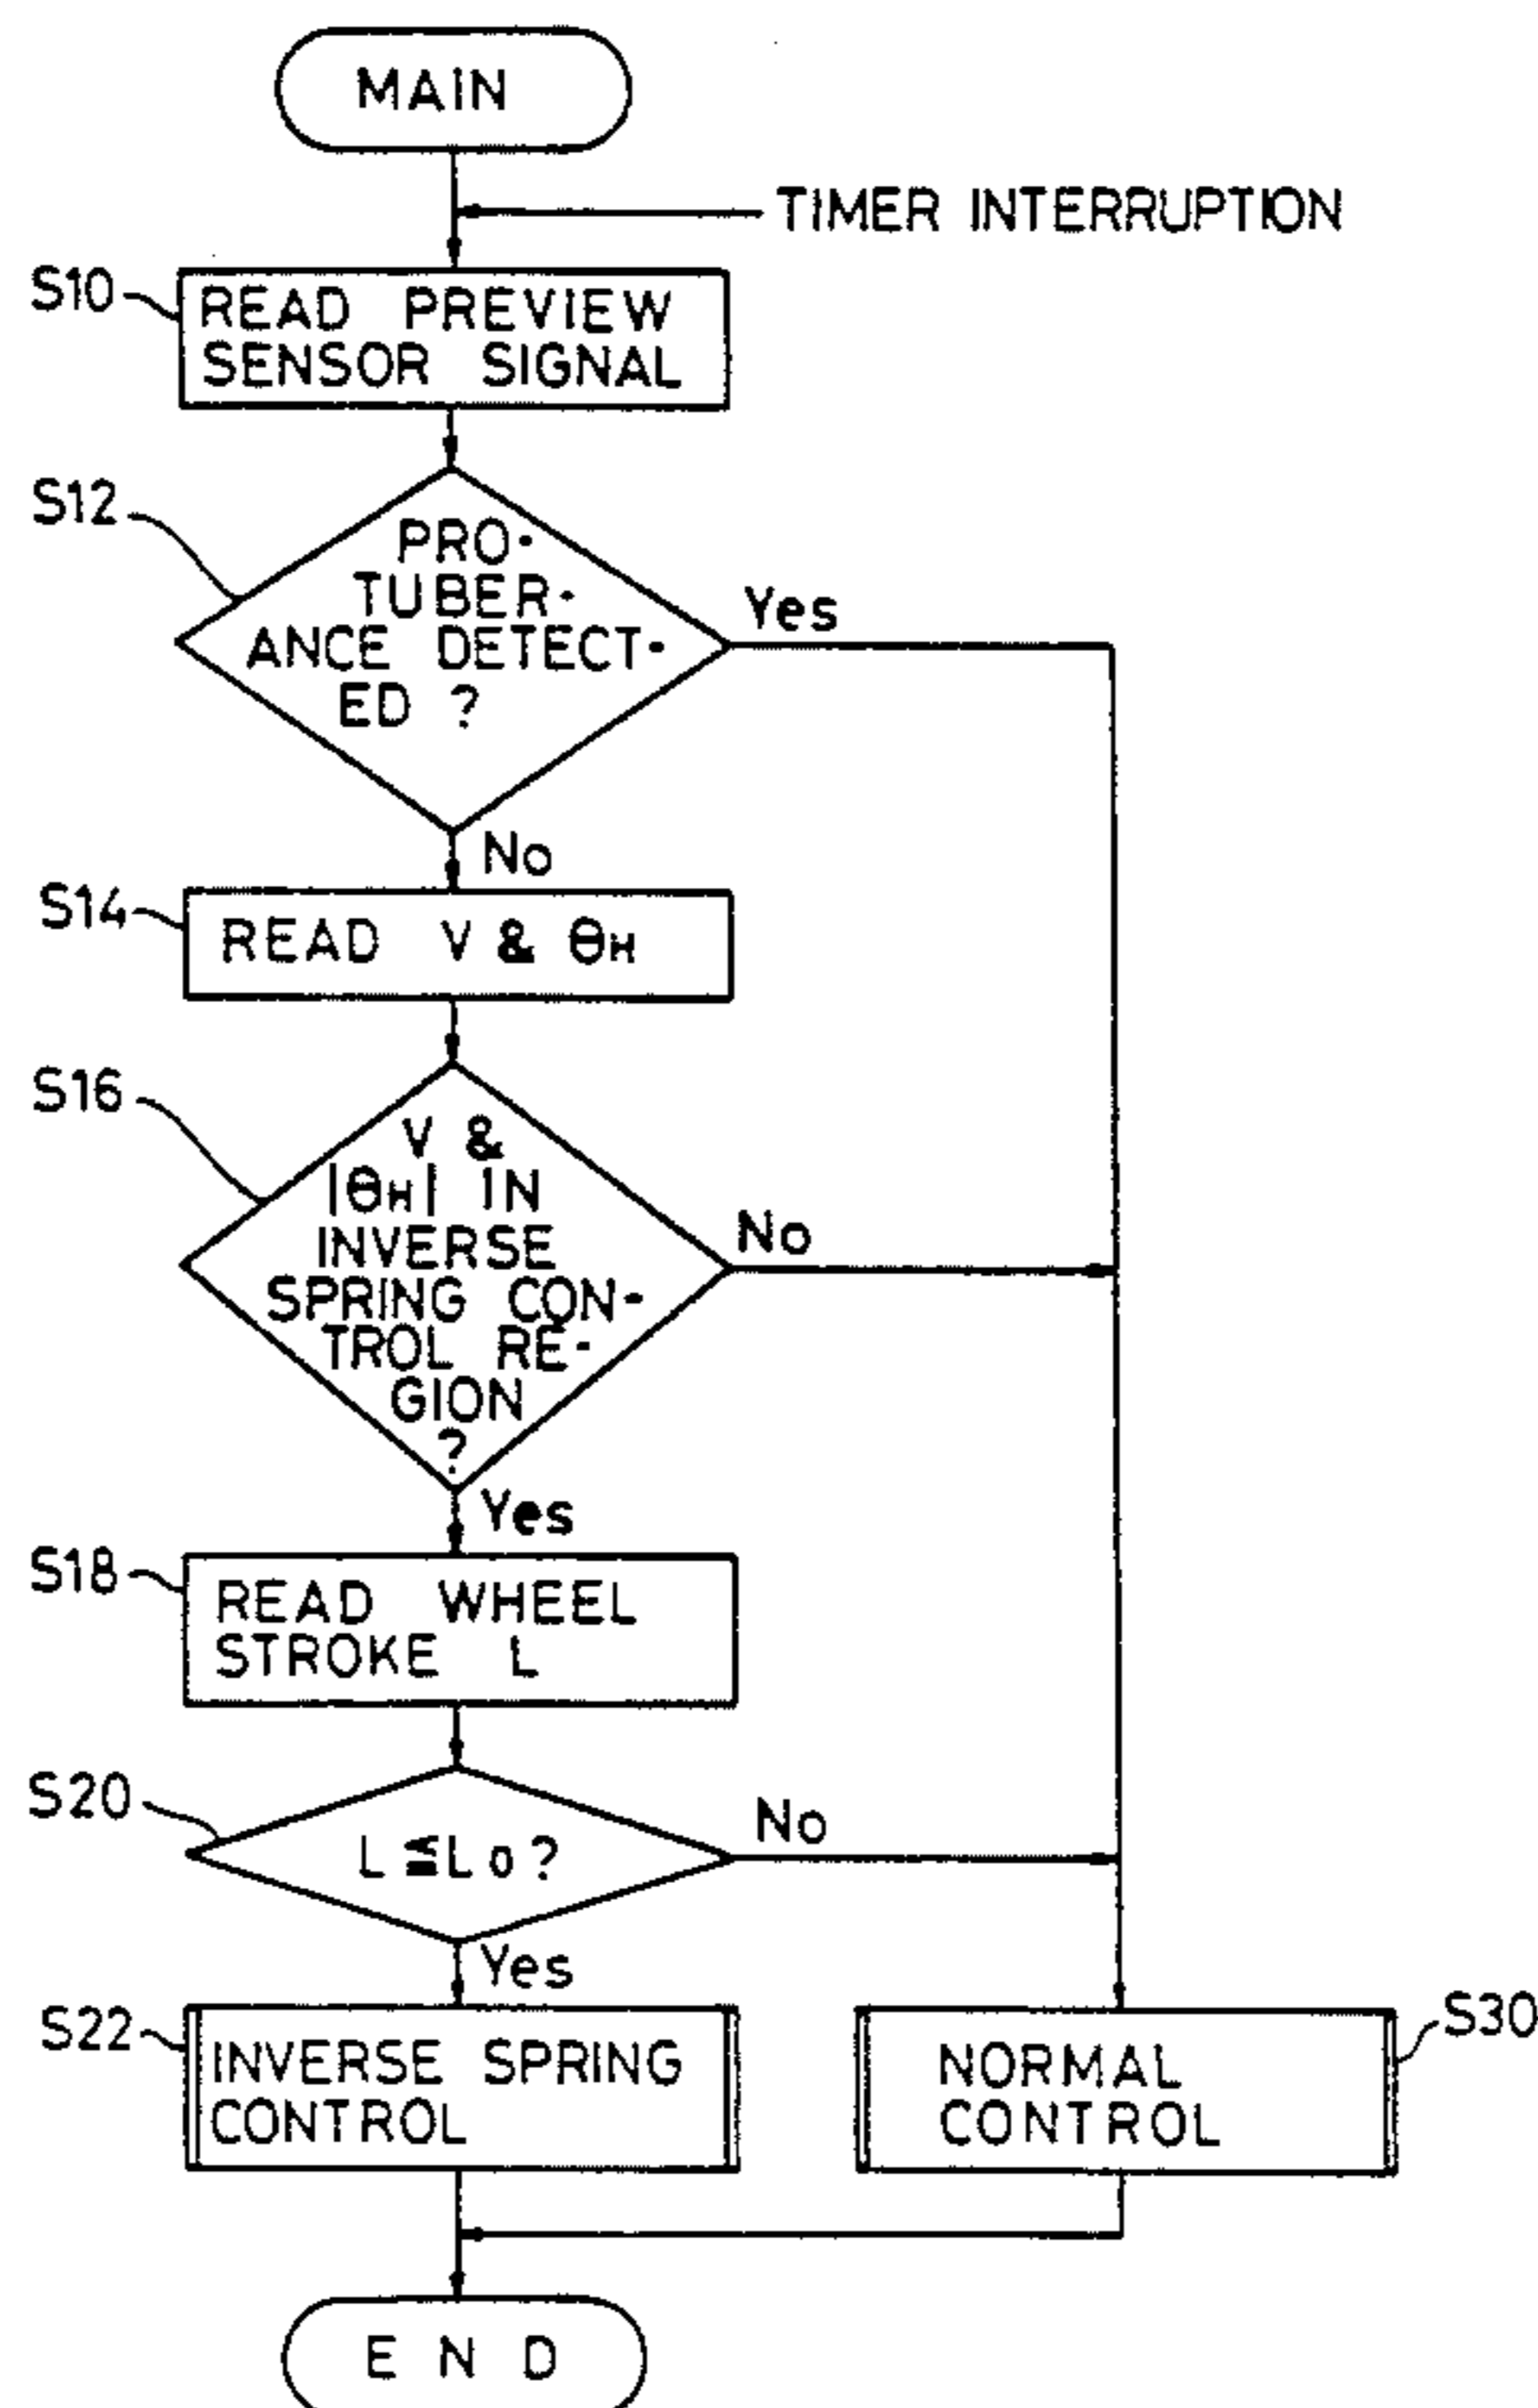 MAIN
TIMER INTERRUPTION
S10
READ PREVIEW
SENSOR SIGNAL
S12
PRO-
TUBER-
ANCE DETECT-
ED ?
Yes
No
S14
READ V & θH
S16
V &
|θH| IN
INVERSE
SPRING CON-
TROL RE-
GION
?
No
Yes
S18
READ WHEEL
STROKE L
S20
L ≦ L0 ?
No
Yes
S22
INVERSE SPRING
CONTROL
NORMAL
CONTROL
S30
END